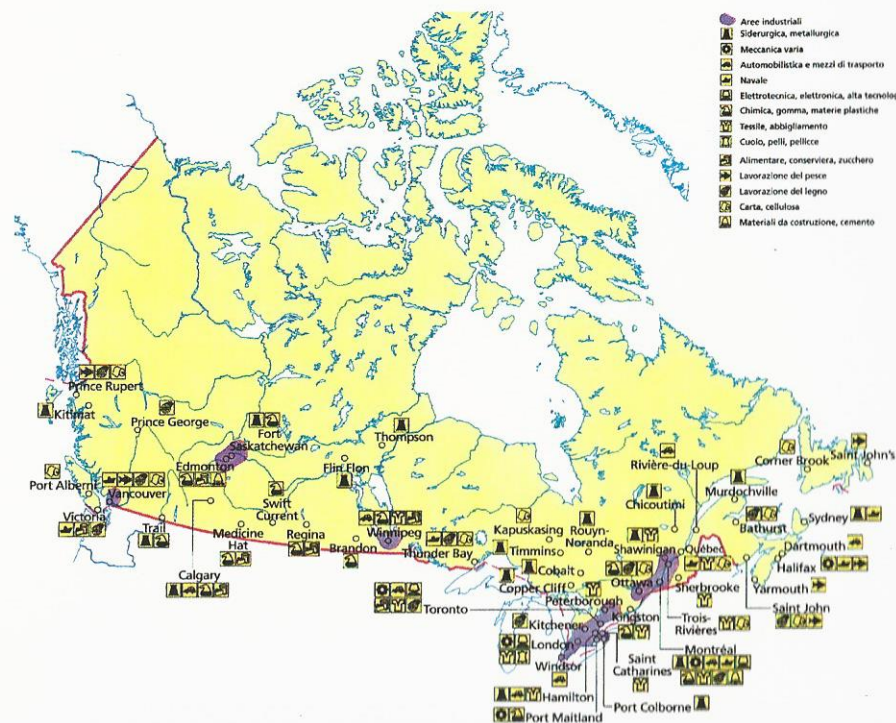 Aree industriali
Siderurgica, metallurgica
Meccanica varia
Automobilistica e mezzi di trasporto
Navale
Elettrotecnica, elettronica, alta tecnolog
Chimica, gomma, materie plastiche
Tessile, abbigliamento
Cuoio, pelli, pellicce
Alimentare, conserviera, zucchero
Lavorazione del pesce
Lavorazione del legno
Carta, cellulosa
Materiali da costruzione, cemento
Prince Rupert
Kitimat
Prince George
Fort
Saskatchewan
Edmonton
Thompson
Flin Flon
Port Alberni
Vancouver
Victoria
Trail
Calgary
Medicine
Hat
Swift
Current
Regina
Brandon
Winnipeg
Thunder Bay
Kapuskasing
Timmins
Rouyn-
Noranda
Cobalt
Copper Cliff
Chicoutimi
Rivière-du-Loup
Murdochville
Corner Brook
Saint John's
Bathurst
Sydney
Dartmouth
Halifax
Yarmouth
Saint John
Shawinigan
Québec
Ottawa
Sherbrooke
Trois-
Rivières
Montréal
Peterborough
Kingston
Toronto
Kitchener
London
Windsor
Saint
Catharines
Hamilton
Port Maitland
Port Colborne